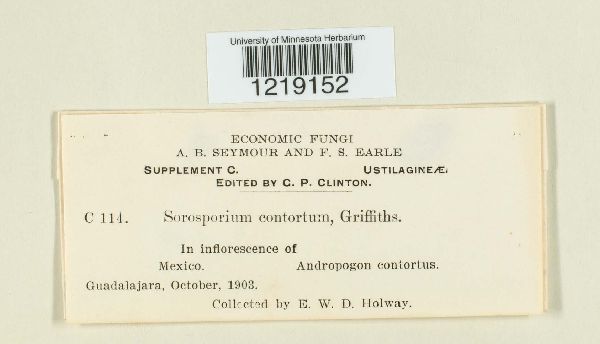 University of Minnesota Herbarium
1219152
ECONOMIC FUNGI
A. B. SEYMOUR AND F. S. EARLE
SUPPLEMENT C. USTILAGINEÆ.
EDITED BY G. P. CLINTON.
C 114. Sorosporium contortum, Griffiths.
In inflorescence of
Mexico. Andropogon contortus.
Guadalajara, October, 1903.
Collected by E. W. D. Holway.